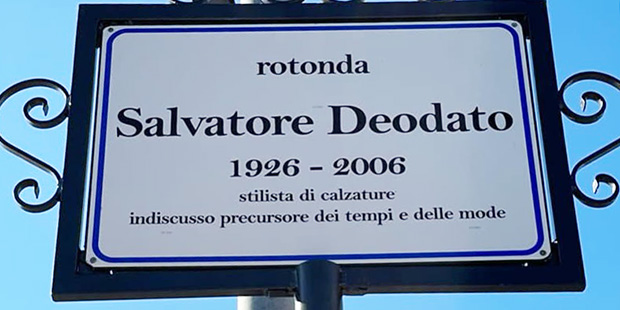 rotonda
Salvatore Deodato
1926 - 2006
stilista di calzature
indiscusso precursore dei tempi e delle mode